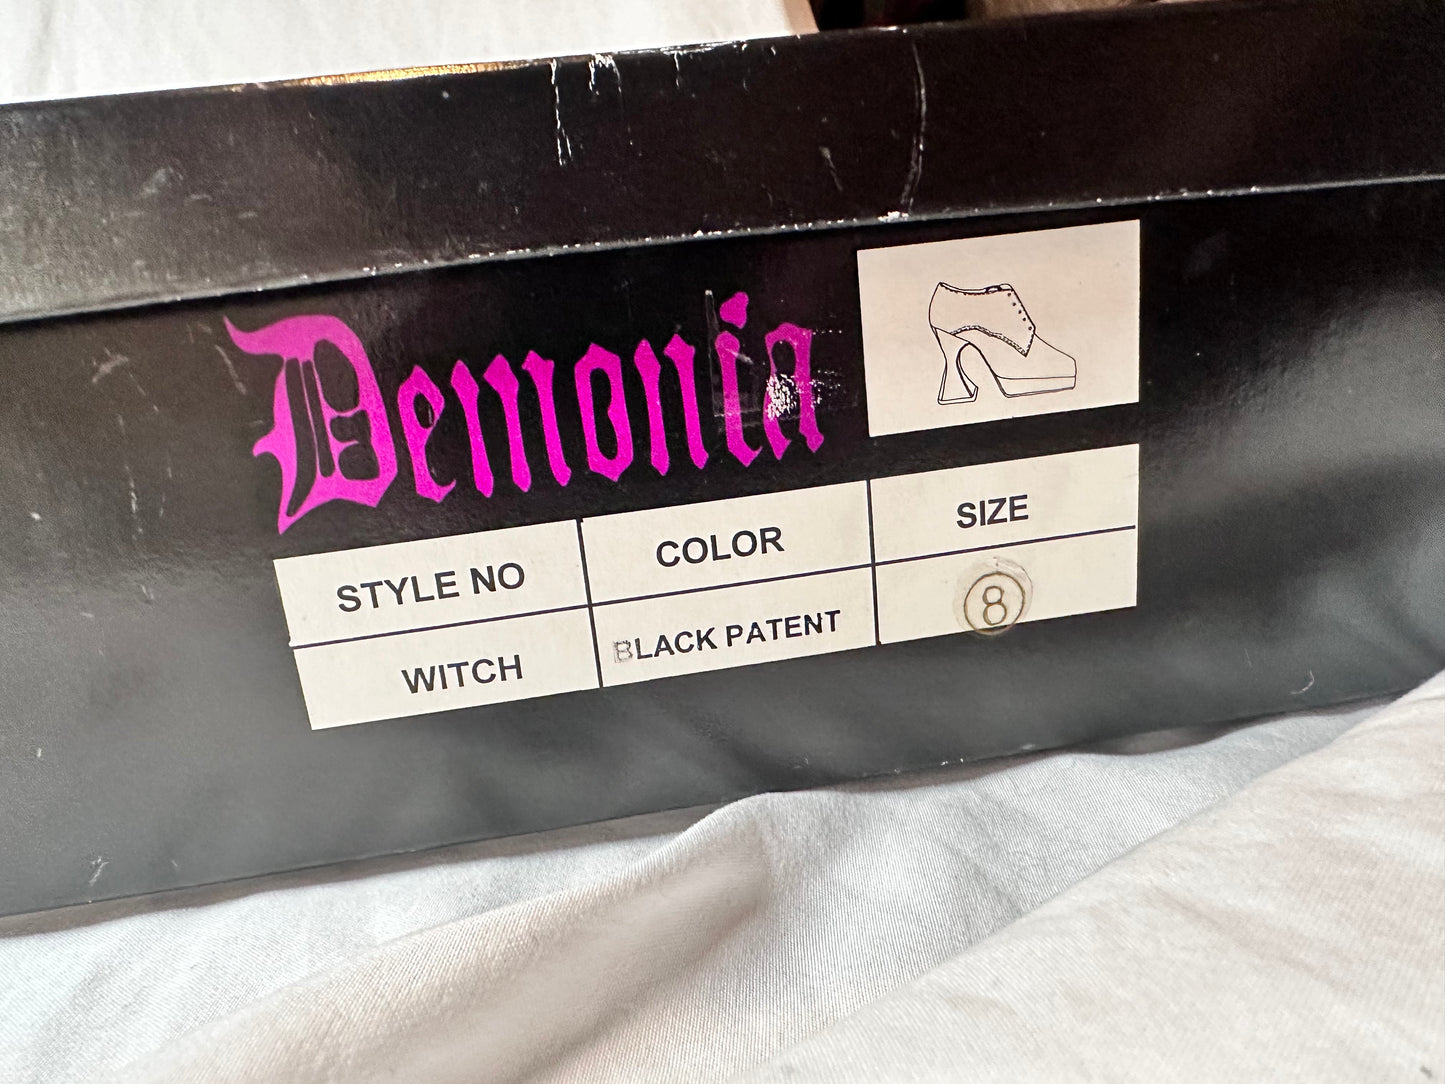 Demonia
STYLE NO COLOR SIZE
WITCH BLACK PATENT 8